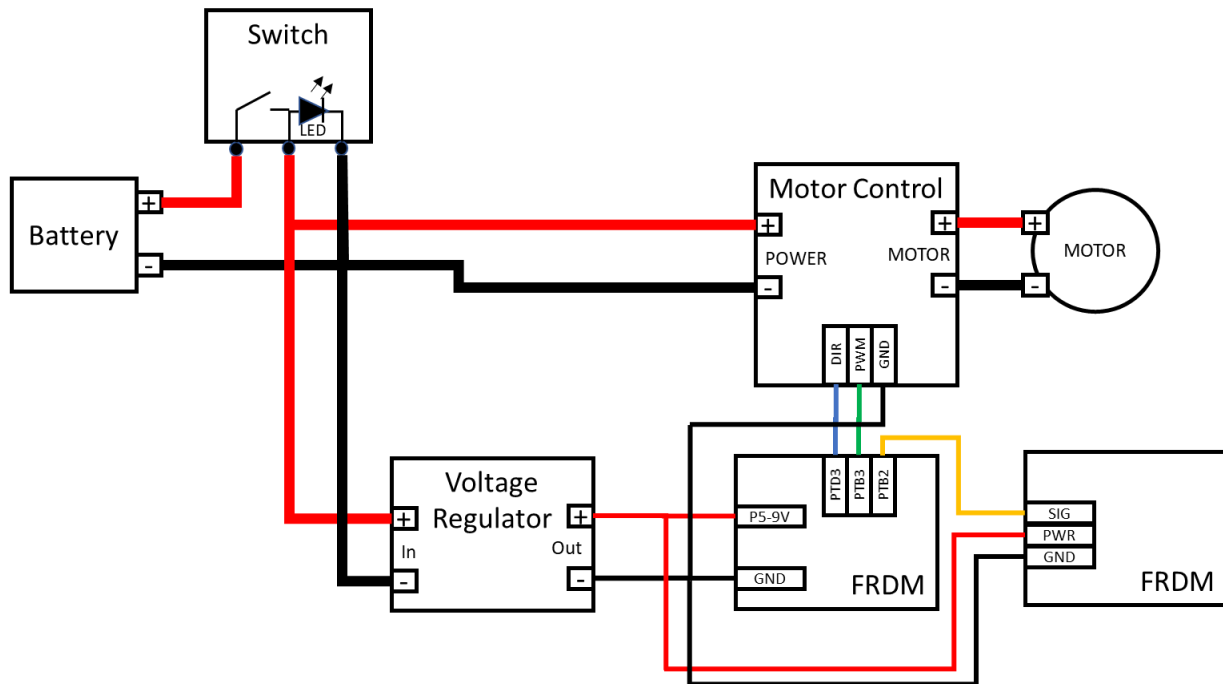 Switch
LED
Battery
+
-
Motor Control
+
POWER
-
+
MOTOR
-
DIR
PWM
GND
+
MOTOR
-
Voltage
Regulator
+
In
-
+
Out
-
PTD3
PTB3
PTB2
P5-9V
GND
FRDM
SIG
PWR
GND
FRDM